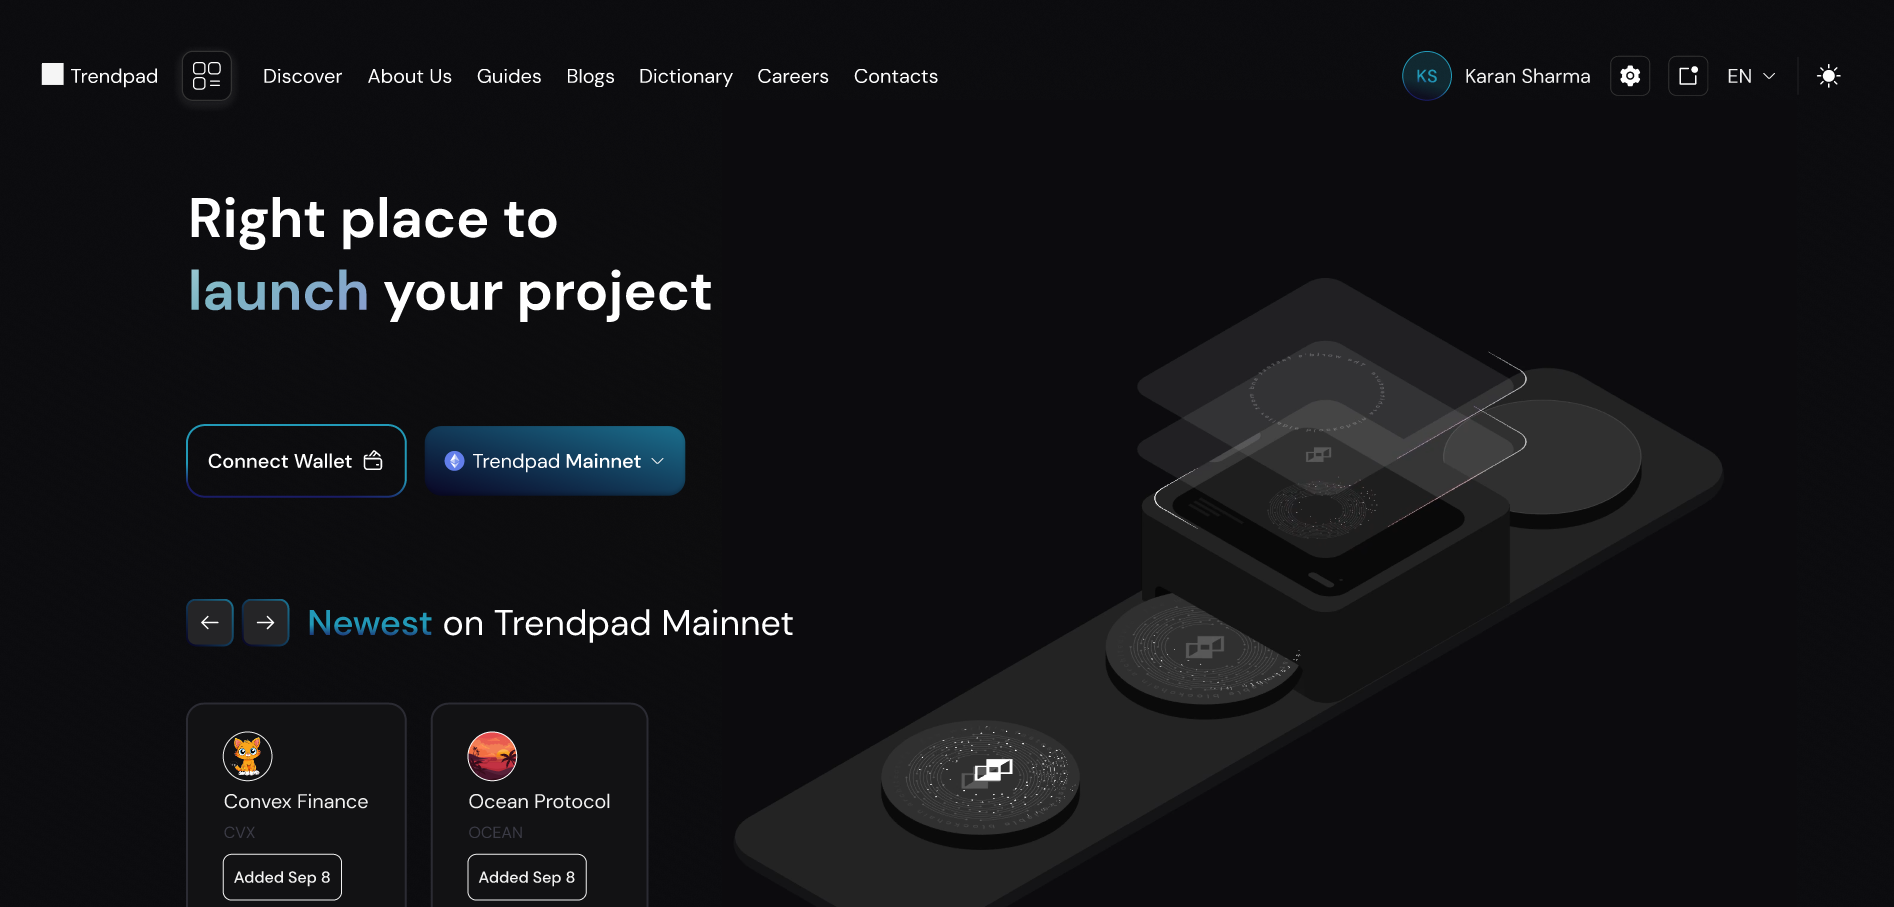 Trendpad
Discover About Us Guides Blogs Dictionary Careers Contacts
KS Karan Sharma EN
Right place to
launch your project
Connect Wallet
Trendpad Mainnet
Newest on Trendpad Mainnet
Convex Finance
CVX
Added Sep 8
Ocean Protocol
OCEAN
Added Sep 8